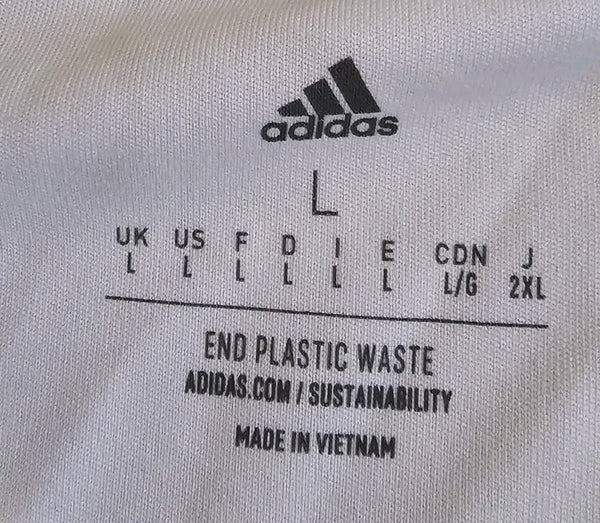 adidas
L
UK US F D I E CDN J
L L L L L L L/G 2XL
END PLASTIC WASTE
ADIDAS.COM / SUSTAINABILITY
MADE IN VIETNAM